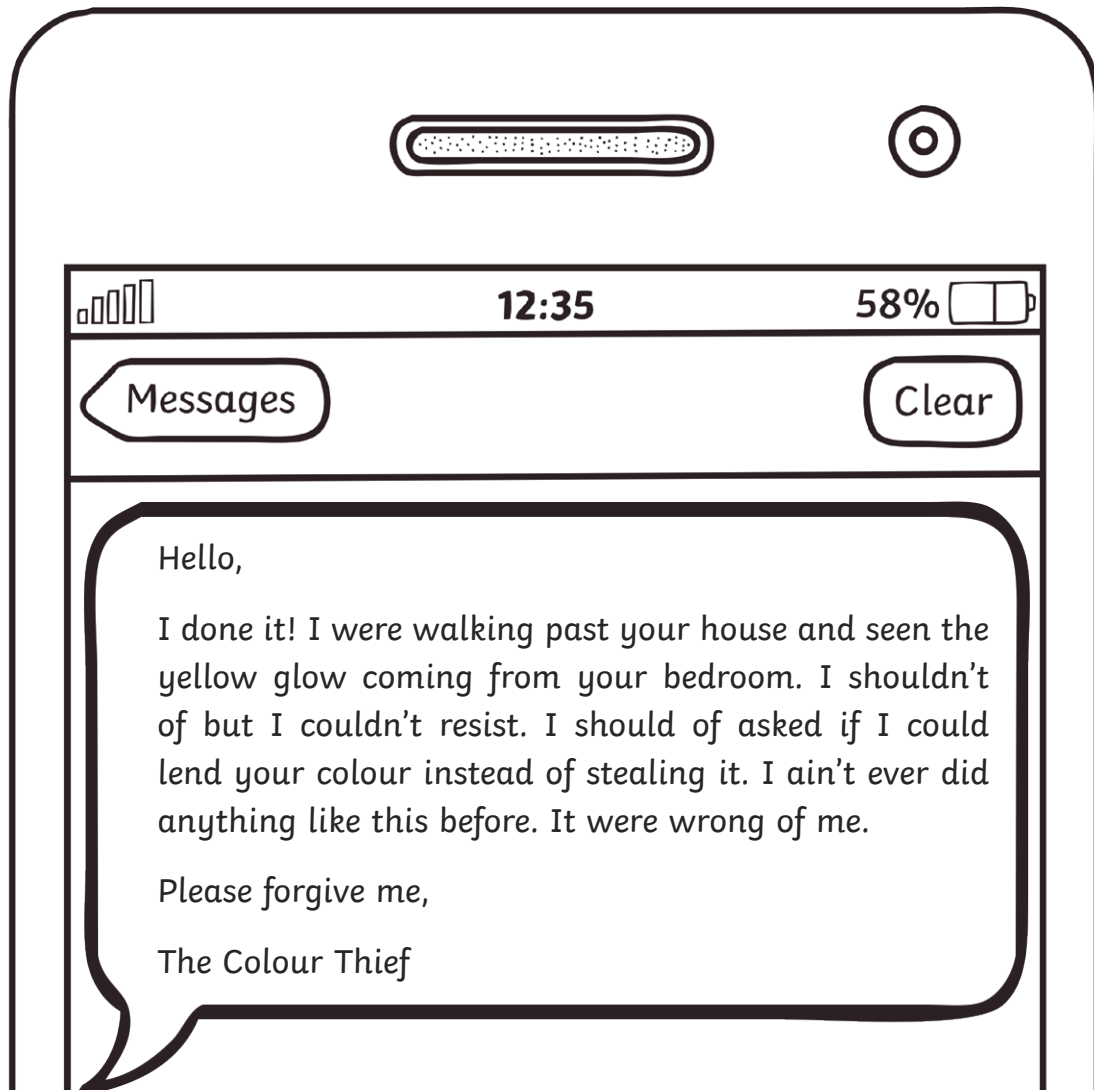 12:35 58%
Messages Clear
Hello,
I done it! I were walking past your house and seen the
yellow glow coming from your bedroom. I shouldn't
of but I couldn't resist. I should of asked if I could
lend your colour instead of stealing it. I ain't ever did
anything like this before. It were wrong of me.
Please forgive me,
The Colour Thief